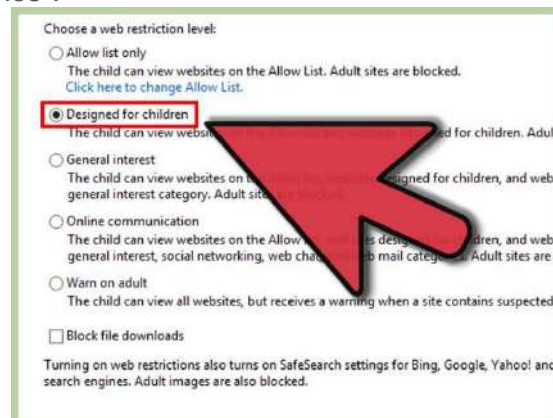 Choose a web restriction level:
Allow list only
The child can view websites on the Allow List. Adult sites are blocked.
Click here to change Allow List.
Designed for children
The child can view ed for children. Adul
General interest
The child can view websites on igned for children, and web
general interest category. Adult
Online communication
The child can view websites on the Allow dren, and web
general interest, social networking, web mail Adult sites are
Warn on adult
The child can view all websites, but receives a warning when a site contains suspected
Block file downloads
Turning on web restrictions also turns on SafeSearch settings for Bing, Google, Yahoo! and
search engines. Adult images are also blocked.